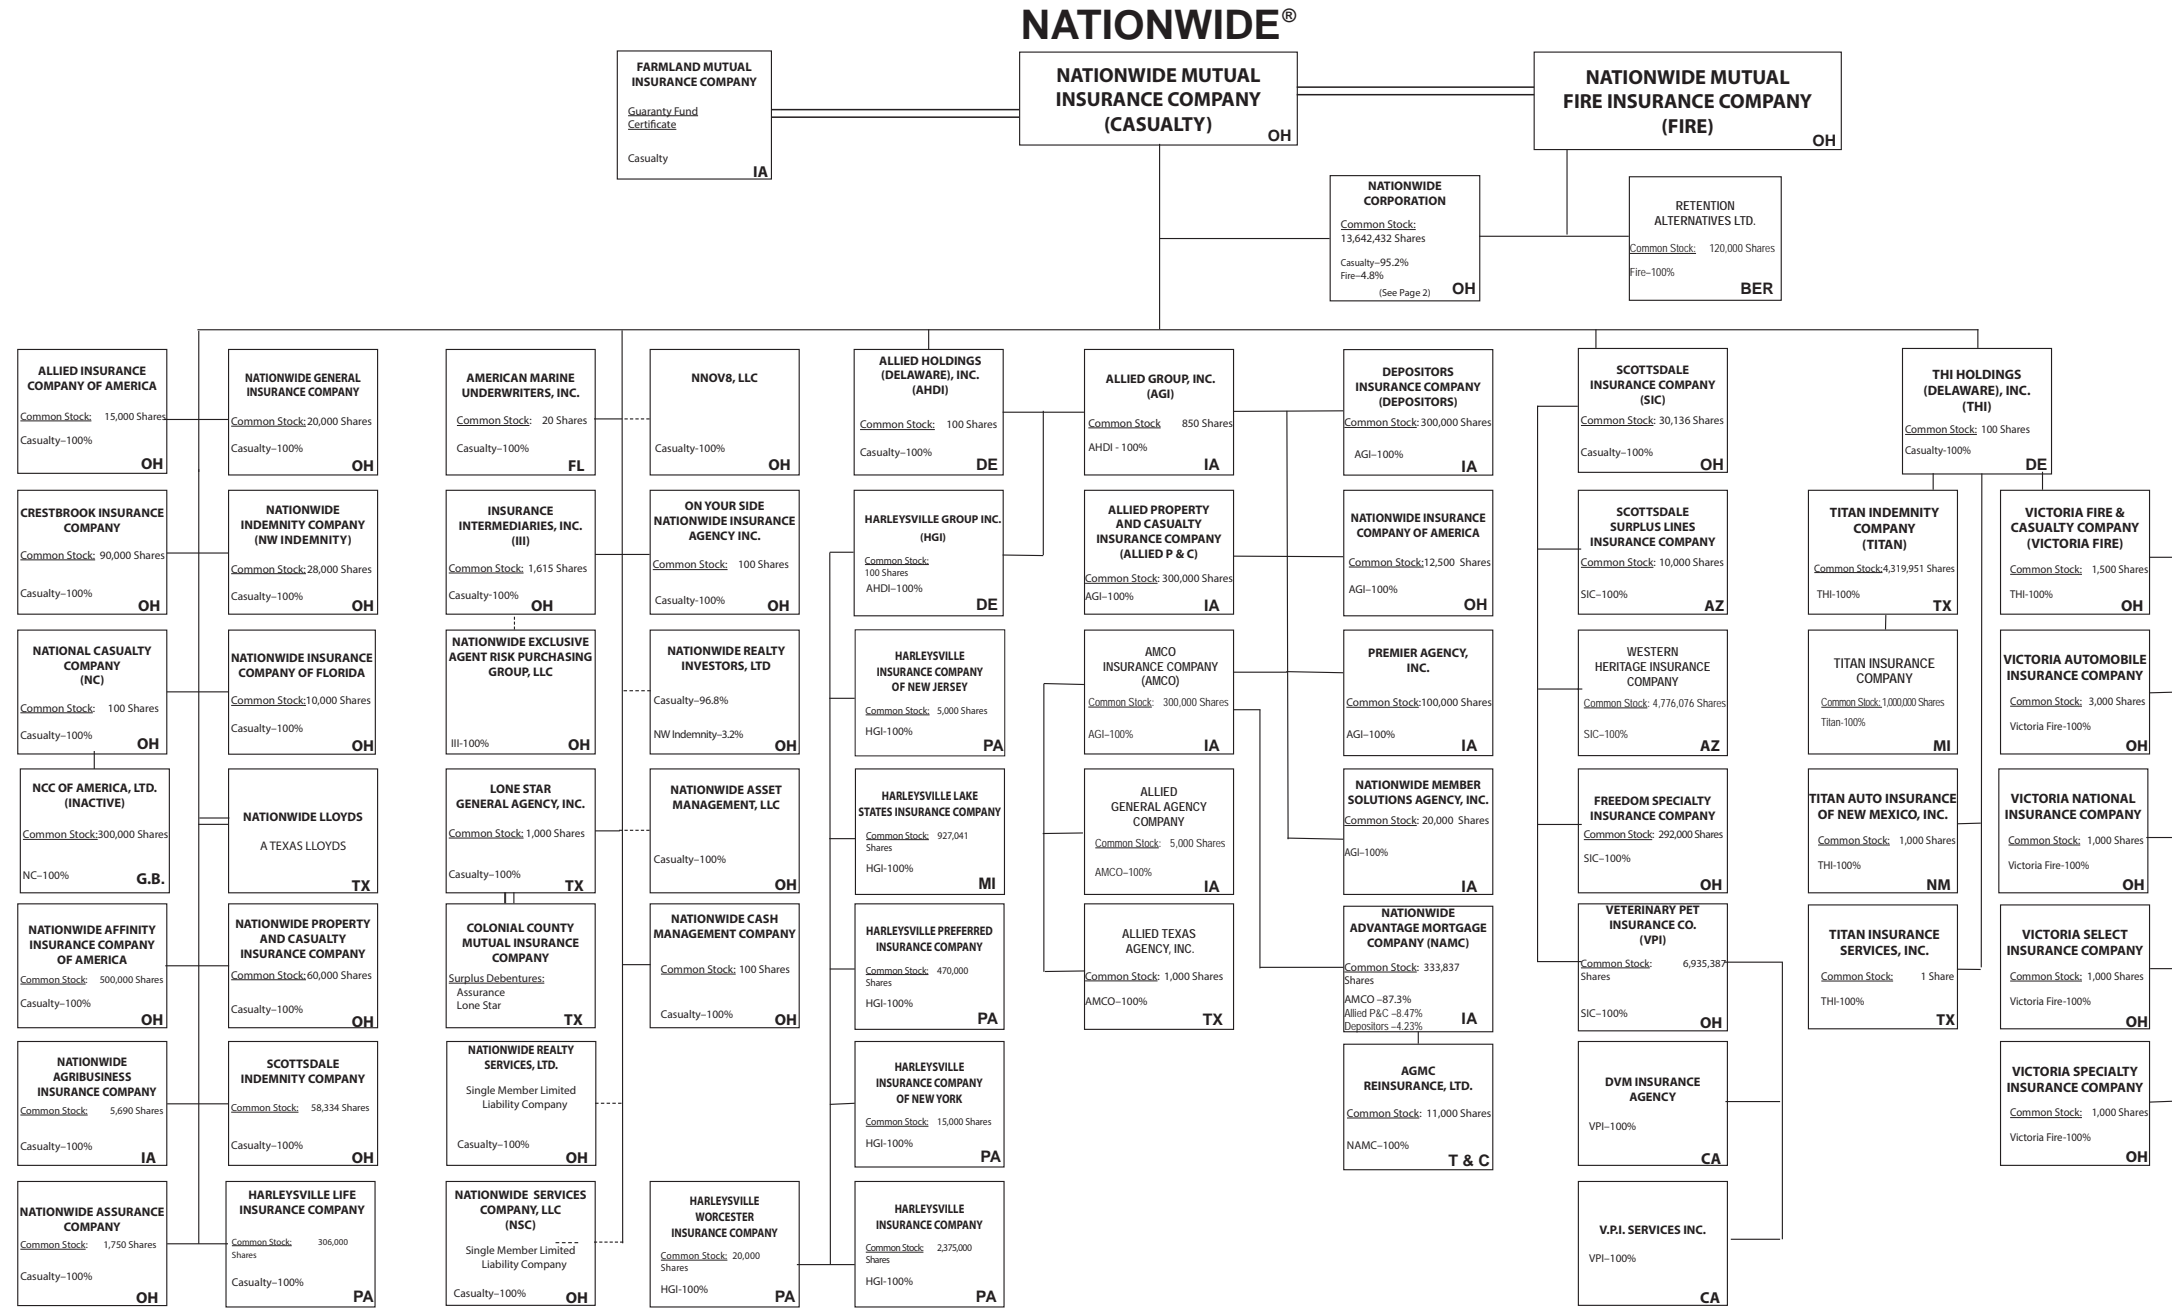 NATIONWIDE®
FARMLAND MUTUAL
INSURANCE COMPANY
Guaranty Fund
Certificate
Casualty
IA
NATIONWIDE MUTUAL
INSURANCE COMPANY
(CASUALTY)
OH
NATIONWIDE MUTUAL
FIRE INSURANCE COMPANY
(FIRE)
OH
NATIONWIDE
CORPORATION
Common Stock:
13,642,432 Shares
Casualty–95.2%
Fire–4.8%
(See Page 2)
OH
RETENTION
ALTERNATIVES LTD.
Common Stock: 120,000 Shares
Fire–100%
BER
ALLIED INSURANCE
COMPANY OF AMERICA
Common Stock: 15,000 Shares
Casualty–100%
OH
NATIONWIDE GENERAL
INSURANCE COMPANY
Common Stock: 20,000 Shares
Casualty–100%
OH
AMERICAN MARINE
UNDERWRITERS, INC.
Common Stock: 20 Shares
Casualty–100%
FL
NNOV8, LLC
Casualty-100%
OH
ALLIED HOLDINGS
(DELAWARE), INC.
(AHDI)
Common Stock: 100 Shares
Casualty–100%
DE
ALLIED GROUP, INC.
(AGI)
Common Stock 850 Shares
AHDI - 100%
IA
DEPOSITORS
INSURANCE COMPANY
(DEPOSITORS)
Common Stock: 300,000 Shares
AGI–100%
IA
SCOTTSDALE
INSURANCE COMPANY
(SIC)
Common Stock: 30,136 Shares
Casualty–100%
OH
THI HOLDINGS
(DELAWARE), INC.
(THI)
Common Stock: 100 Shares
Casualty-100%
DE
CRESTBROOK INSURANCE
COMPANY
Common Stock: 90,000 Shares
Casualty–100%
OH
NATIONWIDE
INDEMNITY COMPANY
(NW INDEMNITY)
Common Stock: 28,000 Shares
Casualty–100%
OH
INSURANCE
INTERMEDIARIES, INC.
(III)
Common Stock: 1,615 Shares
Casualty-100%
OH
ON YOUR SIDE
NATIONWIDE INSURANCE
AGENCY INC.
Common Stock: 100 Shares
Casualty-100%
OH
HARLEYSVILLE GROUP INC.
(HGI)
Common Stock:
100 Shares
AHDI–100%
DE
ALLIED PROPERTY
AND CASUALTY
INSURANCE COMPANY
(ALLIED P & C)
Common Stock: 300,000 Shares
AGI–100%
IA
NATIONWIDE INSURANCE
COMPANY OF AMERICA
Common Stock:12,500 Shares
AGI–100%
OH
SCOTTSDALE
SURPLUS LINES
INSURANCE COMPANY
Common Stock: 10,000 Shares
SIC–100%
AZ
TITAN INDEMNITY
COMPANY
(TITAN)
Common Stock:4,319,951 Shares
THI-100%
TX
VICTORIA FIRE &
CASUALTY COMPANY
(VICTORIA FIRE)
Common Stock: 1,500 Shares
THI-100%
OH
NATIONAL CASUALTY
COMPANY
(NC)
Common Stock: 100 Shares
Casualty–100%
OH
NATIONWIDE INSURANCE
COMPANY OF FLORIDA
Common Stock:10,000 Shares
Casualty–100%
OH
NATIONWIDE EXCLUSIVE
AGENT RISK PURCHASING
GROUP, LLC
III-100%
OH
NATIONWIDE REALTY
INVESTORS, LTD
Casualty–96.8%
NW Indemnity–3.2%
OH
HARLEYSVILLE
INSURANCE COMPANY
OF NEW JERSEY
Common Stock: 5,000 Shares
HGI-100%
PA
AMCO
INSURANCE COMPANY
(AMCO)
Common Stock: 300,000 Shares
AGI–100%
IA
PREMIER AGENCY,
INC.
Common Stock:100,000 Shares
AGI–100%
IA
WESTERN
HERITAGE INSURANCE
COMPANY
Common Stock: 4,776,076 Shares
SIC–100%
AZ
TITAN INSURANCE
COMPANY
Common Stock: 1,000,000 Shares
Titan-100%
MI
VICTORIA AUTOMOBILE
INSURANCE COMPANY
Common Stock: 3,000 Shares
Victoria Fire-100%
OH
NCC OF AMERICA, LTD.
(INACTIVE)
Common Stock:300,000 Shares
NC–100%
G.B.
NATIONWIDE LLOYDS
A TEXAS LLOYDS
TX
LONE STAR
GENERAL AGENCY, INC.
Common Stock: 1,000 Shares
Casualty–100%
TX
NATIONWIDE ASSET
MANAGEMENT, LLC
Casualty–100%
OH
HARLEYSVILLE LAKE
STATES INSURANCE COMPANY
Common Stock: 927,041
Shares
HGI-100%
MI
ALLIED
GENERAL AGENCY
COMPANY
Common Stock: 5,000 Shares
AMCO–100%
IA
NATIONWIDE MEMBER
SOLUTIONS AGENCY, INC.
Common Stock: 20,000 Shares
AGI–100%
IA
FREEDOM SPECIALTY
INSURANCE COMPANY
Common Stock: 292,000 Shares
SIC–100%
OH
TITAN AUTO INSURANCE
OF NEW MEXICO, INC.
Common Stock: 1,000 Shares
THI-100%
NM
VICTORIA NATIONAL
INSURANCE COMPANY
Common Stock: 1,000 Shares
Victoria Fire-100%
OH
NATIONWIDE AFFINITY
INSURANCE COMPANY
OF AMERICA
Common Stock: 500,000 Shares
Casualty–100%
OH
NATIONWIDE PROPERTY
AND CASUALTY
INSURANCE COMPANY
Common Stock:60,000 Shares
Casualty–100%
OH
COLONIAL COUNTY
MUTUAL INSURANCE
COMPANY
Surplus Debentures:
Assurance
Lone Star
TX
NATIONWIDE CASH
MANAGEMENT COMPANY
Common Stock: 100 Shares
Casualty–100%
OH
HARLEYSVILLE PREFERRED
INSURANCE COMPANY
Common Stock: 470,000
Shares
HGI-100%
PA
ALLIED TEXAS
AGENCY, INC.
Common Stock: 1,000 Shares
AMCO–100%
TX
NATIONWIDE
ADVANTAGE MORTGAGE
COMPANY (NAMC)
Common Stock: 333,837
Shares
AMCO –87.3%
Allied P&C –8.47%
Depositors –4.23%
IA
VETERINARY PET
INSURANCE CO.
(VPI)
Common Stock: 6,935,387
Shares
SIC–100%
OH
TITAN INSURANCE
SERVICES, INC.
Common Stock: 1 Share
THI-100%
TX
VICTORIA SELECT
INSURANCE COMPANY
Common Stock: 1,000 Shares
Victoria Fire-100%
OH
NATIONWIDE
AGRIBUSINESS
INSURANCE COMPANY
Common Stock: 5,690 Shares
Casualty–100%
IA
SCOTTSDALE
INDEMNITY COMPANY
Common Stock: 58,334 Shares
Casualty–100%
OH
NATIONWIDE REALTY
SERVICES, LTD.
Single Member Limited
Liability Company
Casualty–100%
OH
HARLEYSVILLE
INSURANCE COMPANY
OF NEW YORK
Common Stock: 15,000 Shares
HGI-100%
PA
AGMC
REINSURANCE, LTD.
Common Stock: 11,000 Shares
NAMC–100%
T & C
DVM INSURANCE
AGENCY
VPI–100%
CA
VICTORIA SPECIALTY
INSURANCE COMPANY
Common Stock: 1,000 Shares
Victoria Fire-100%
OH
NATIONWIDE ASSURANCE
COMPANY
Common Stock: 1,750 Shares
Casualty–100%
OH
HARLEYSVILLE LIFE
INSURANCE COMPANY
Common Stock: 306,000
Shares
Casualty–100%
PA
NATIONWIDE SERVICES
COMPANY, LLC
(NSC)
Single Member Limited
Liability Company
Casualty–100%
OH
HARLEYSVILLE
WORCESTER
INSURANCE COMPANY
Common Stock: 20,000
Shares
HGI-100%
PA
HARLEYSVILLE
INSURANCE COMPANY
Common Stock: 2,375,000
Shares
HGI-100%
PA
V.P.I. SERVICES INC.
VPI–100%
CA